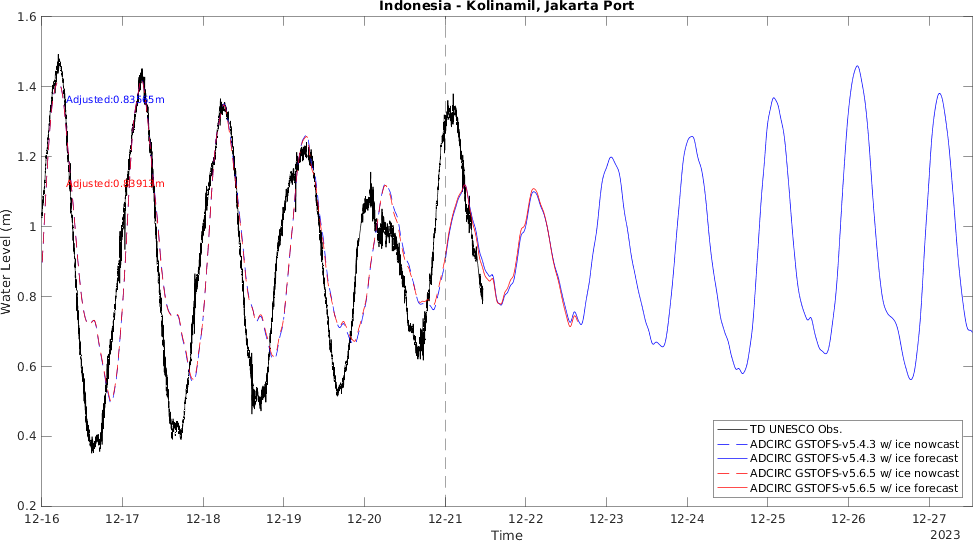 Indonesia - Kolinamil, Jakarta Port
1.6
1.4
1.2
1
0.8
0.6
0.4
0.2
Water Level (m)
Adjusted:0.83565m
Adjusted:0.83913m
TD UNESCO Obs.
ADCIRC GSTOFS-v5.4.3 w/ ice nowcast
ADCIRC GSTOFS-v5.4.3 w/ ice forecast
ADCIRC GSTOFS-v5.6.5 w/ ice nowcast
ADCIRC GSTOFS-v5.6.5 w/ ice forecast
12-16 12-17 12-18 12-19 12-20 12-21 12-22 12-23 12-24 12-25 12-26 12-27
Time
2023